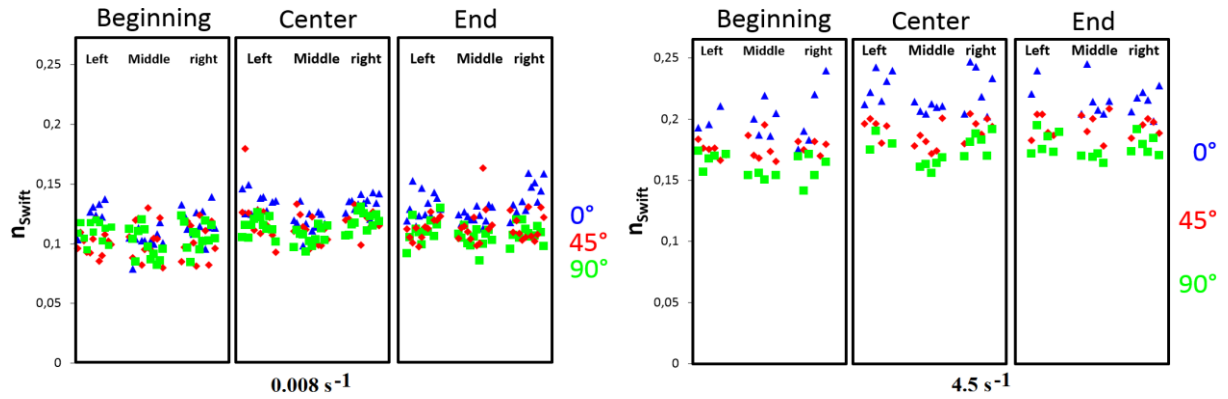 Beginning Center End
Left Middle right Left Middle right Left Middle right
0,25
0,2
0,15
0,1
0,05
0
nSwift
0°
45°
90°
0.008 s-1
Beginning Center End
Left Middle right Left Middle right Left Middle right
0,25
0,2
0,15
0,1
0,05
0
nSwift
0°
45°
90°
4.5 s-1